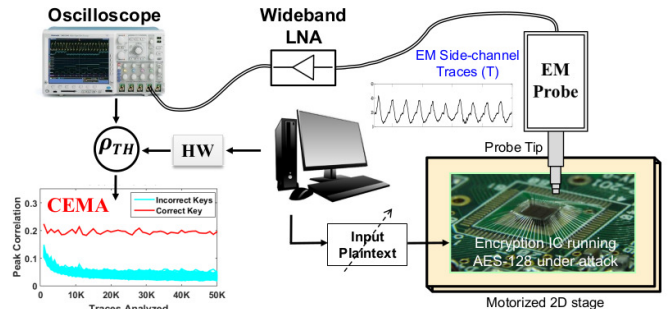 Oscilloscope
Wideband
LNA
EM Side-channel
Traces (T)
EM
Probe
Probe Tip
ρTH
HW
CEMA
Incorrect Keys
Correct Key
Peak Correlation
0.3
0.2
0.1
0
0 10K 20K 30K 40K 50K
Traces Analyzed
Input
Plaintext
Encryption IC running
AES-128 under attack
Motorized 2D stage